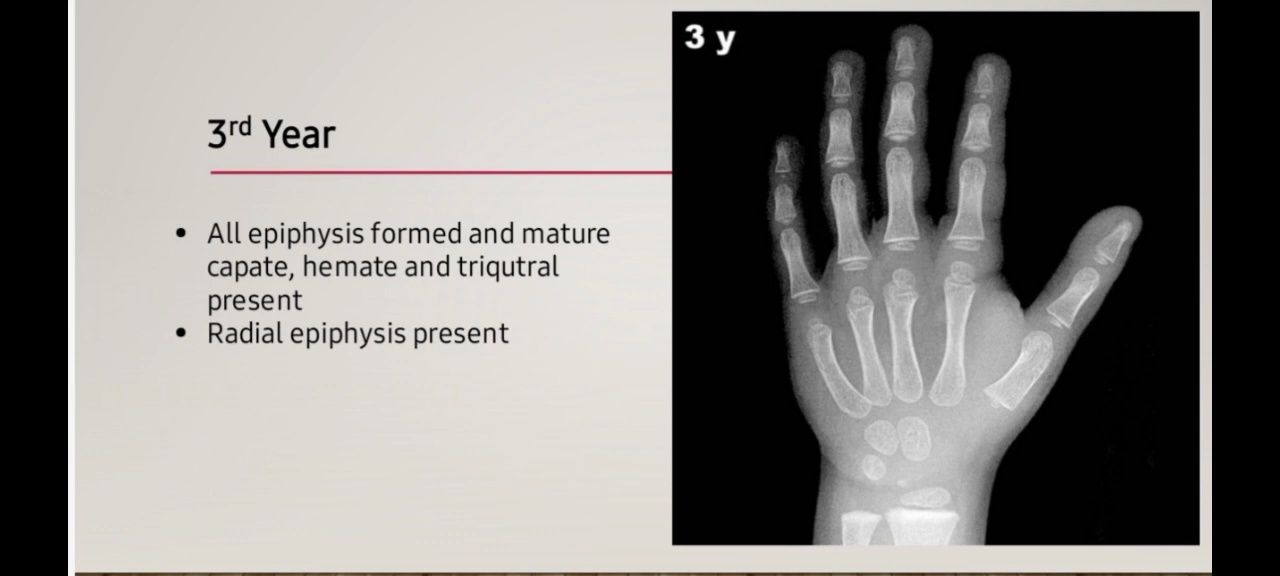 3rd Year
• All epiphysis formed and mature
capate, hemate and triqutral
present
• Radial epiphysis present
3 y